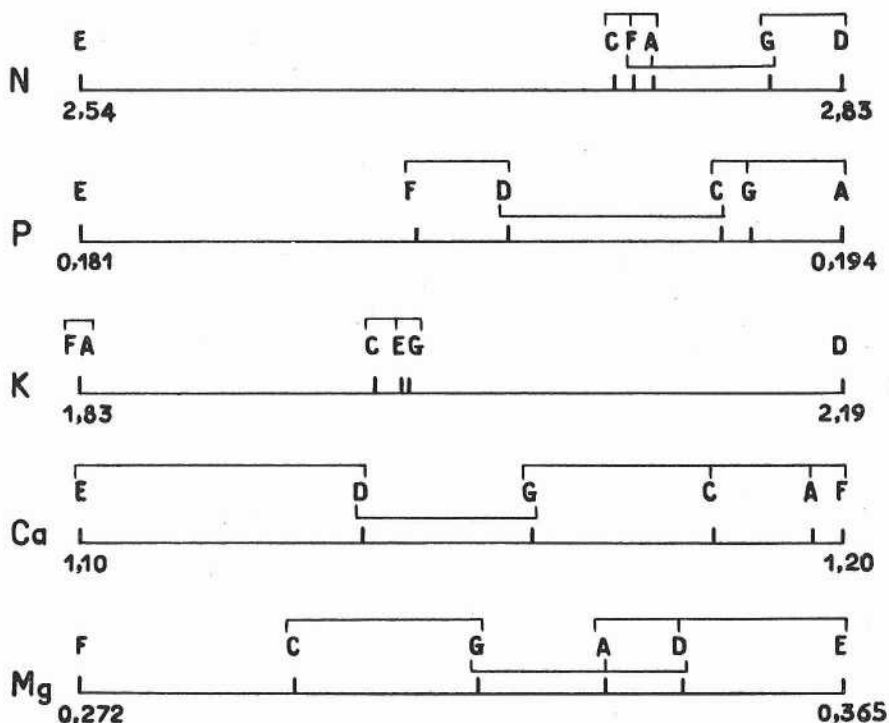 E C F A G D
N
2,54 2,83
E F D C G A
P
0,181 0,194
F A C E G D
K
1,83 2,19
E D G C A F
Ca
1,10 1,20
F C G A D E
Mg
0,272 0,365